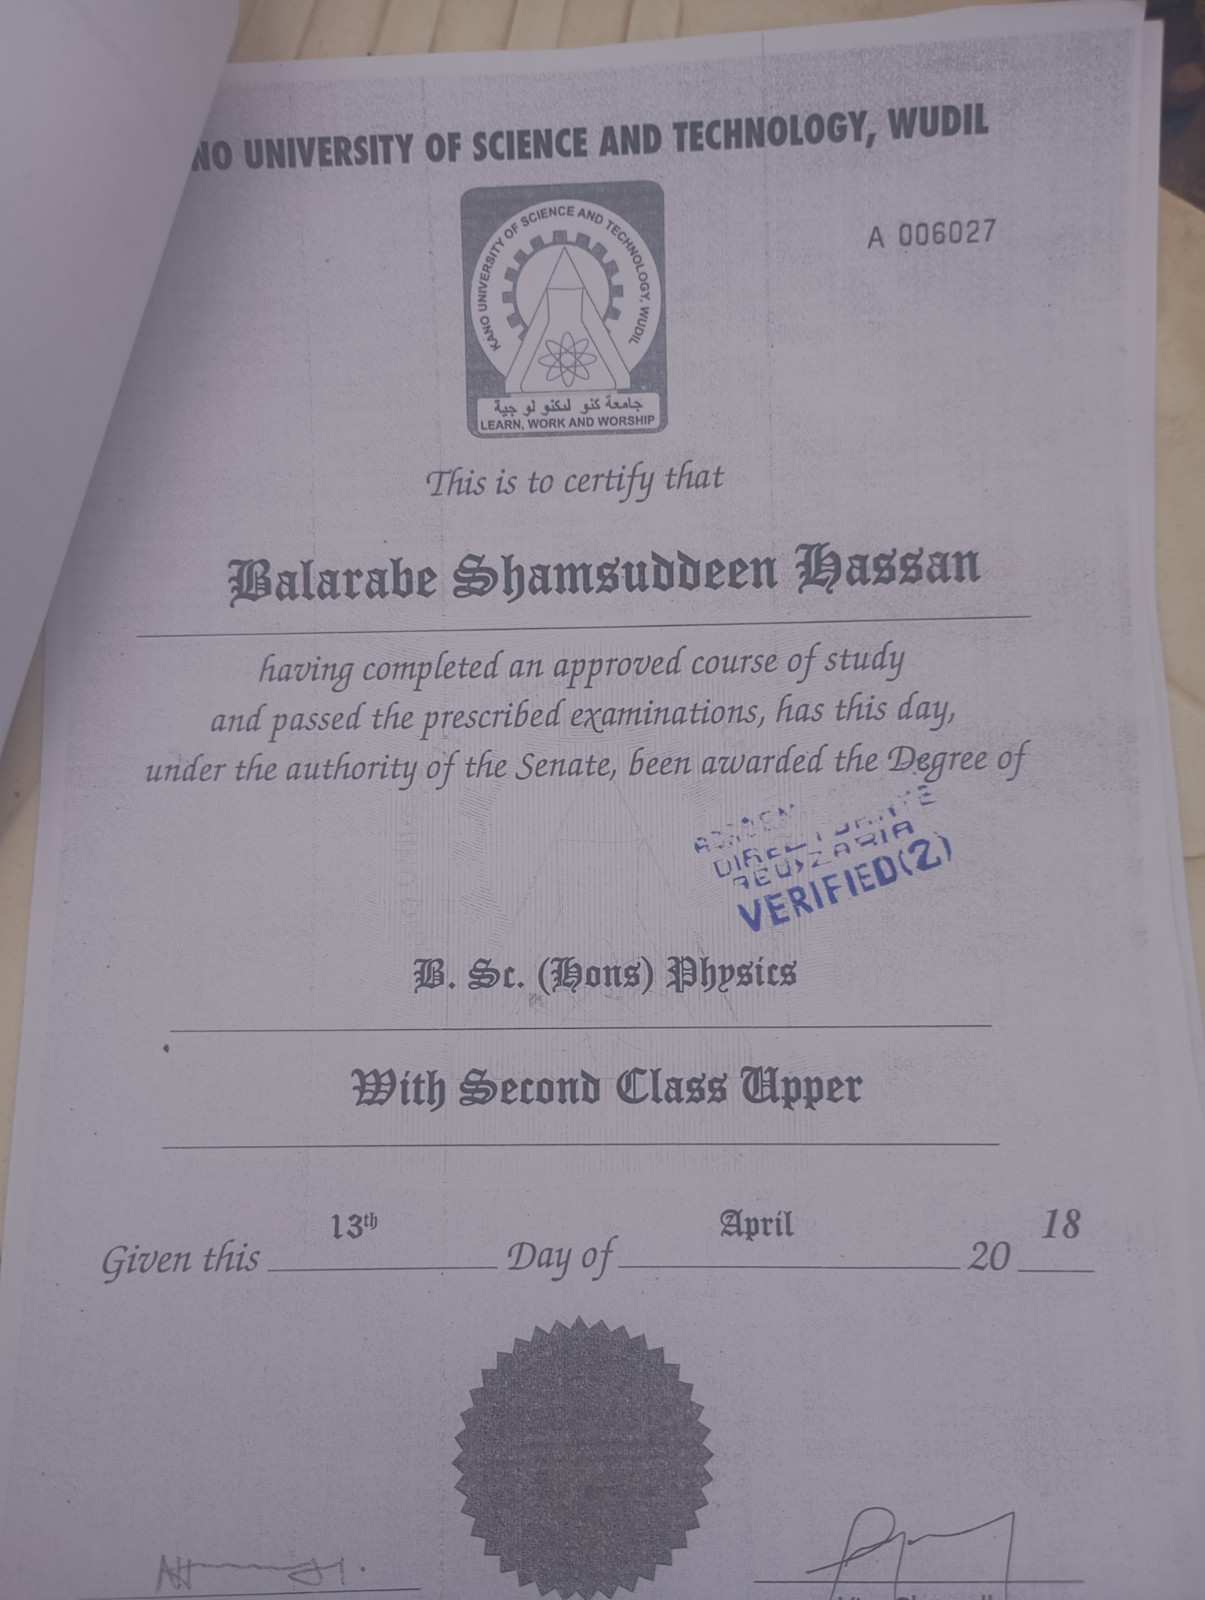 NO UNIVERSITY OF SCIENCE AND TECHNOLOGY, WUDIL
A 006027
KANO UNIVERSITY OF SCIENCE AND TECHNOLOGY, WUDIL
جامعة كنو لتكنو لو جية
LEARN, WORK AND WORSHIP
This is to certify that
Balarabe Shamsuddeen Hassan
having completed an approved course of study
and passed the prescribed examinations, has this day,
under the authority of the Senate, been awarded the Degree of
VERIFIED(2)
B. Sc. (Hons) Physics
With Second Class Upper
Given this 13th Day of April 20 18